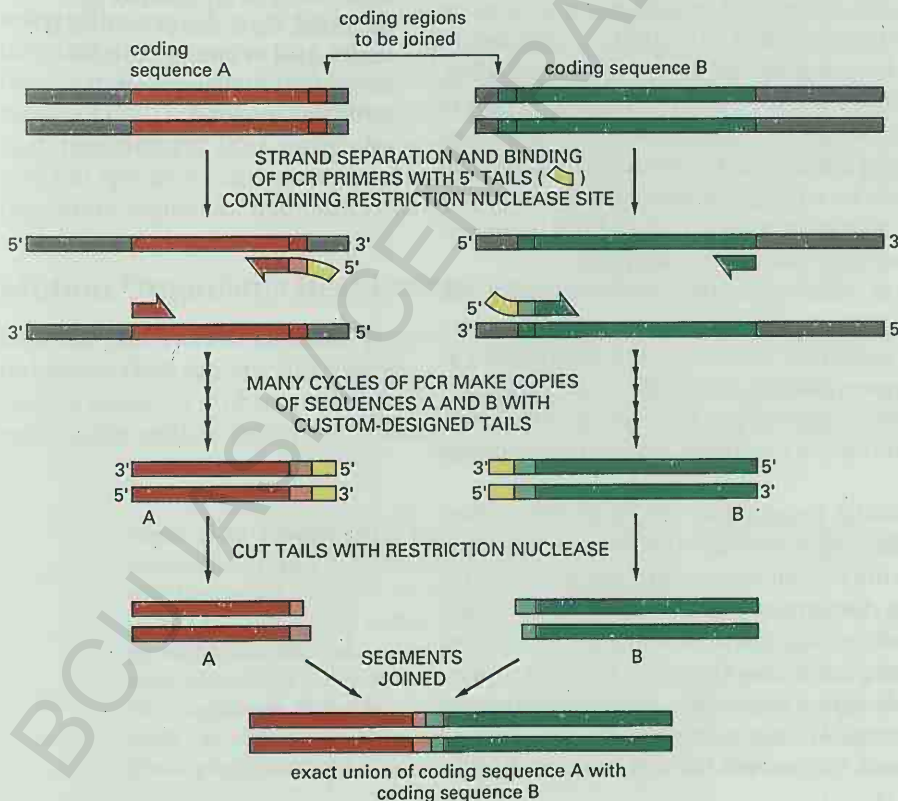 coding regions
to be joined
coding
sequence A
coding sequence B
STRAND SEPARATION AND BINDING
OF PCR PRIMERS WITH 5' TAILS ( )
CONTAINING RESTRICTION NUCLEASE SITE
5' 3' 5' 3'
5'
5'
3' 5' 3' 5'
MANY CYCLES OF PCR MAKE COPIES
OF SEQUENCES A AND B WITH
CUSTOM-DESIGNED TAILS
3' 5' 3' 5'
5' 3' 5' 3'
A B
CUT TAILS WITH RESTRICTION NUCLEASE
A B
SEGMENTS
JOINED
exact union of coding sequence A with
coding sequence B
BCU IASI / CENTRA